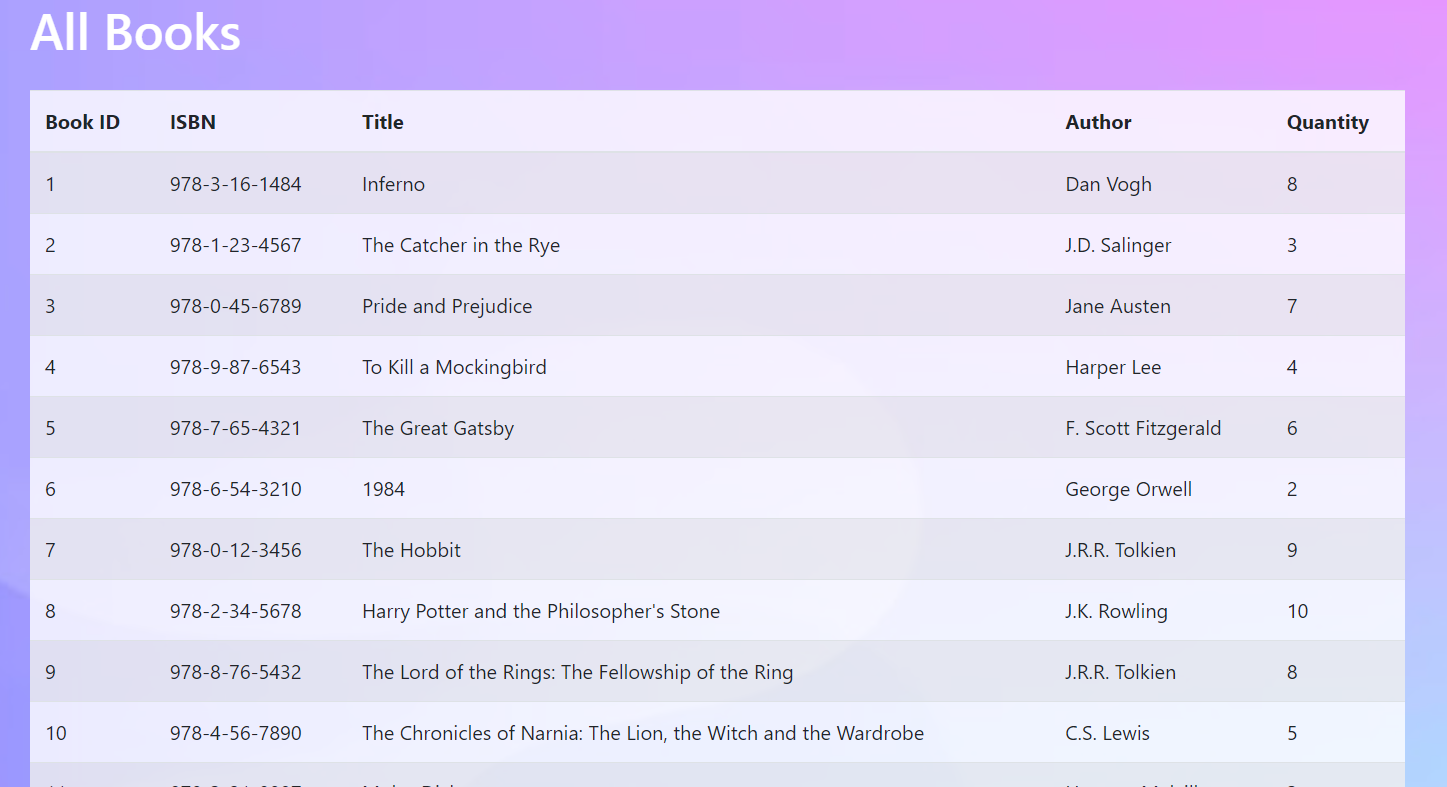 All Books
Book ID ISBN Title Author Quantity
1 978-3-16-1484 Inferno Dan Vogh 8
2 978-1-23-4567 The Catcher in the Rye J.D. Salinger 3
3 978-0-45-6789 Pride and Prejudice Jane Austen 7
4 978-9-87-6543 To Kill a Mockingbird Harper Lee 4
5 978-7-65-4321 The Great Gatsby F. Scott Fitzgerald 6
6 978-6-54-3210 1984 George Orwell 2
7 978-0-12-3456 The Hobbit J.R.R. Tolkien 9
8 978-2-34-5678 Harry Potter and the Philosopher's Stone J.K. Rowling 10
9 978-8-76-5432 The Lord of the Rings: The Fellowship of the Ring J.R.R. Tolkien 8
10 978-4-56-7890 The Chronicles of Narnia: The Lion, the Witch and the Wardrobe C.S. Lewis 5